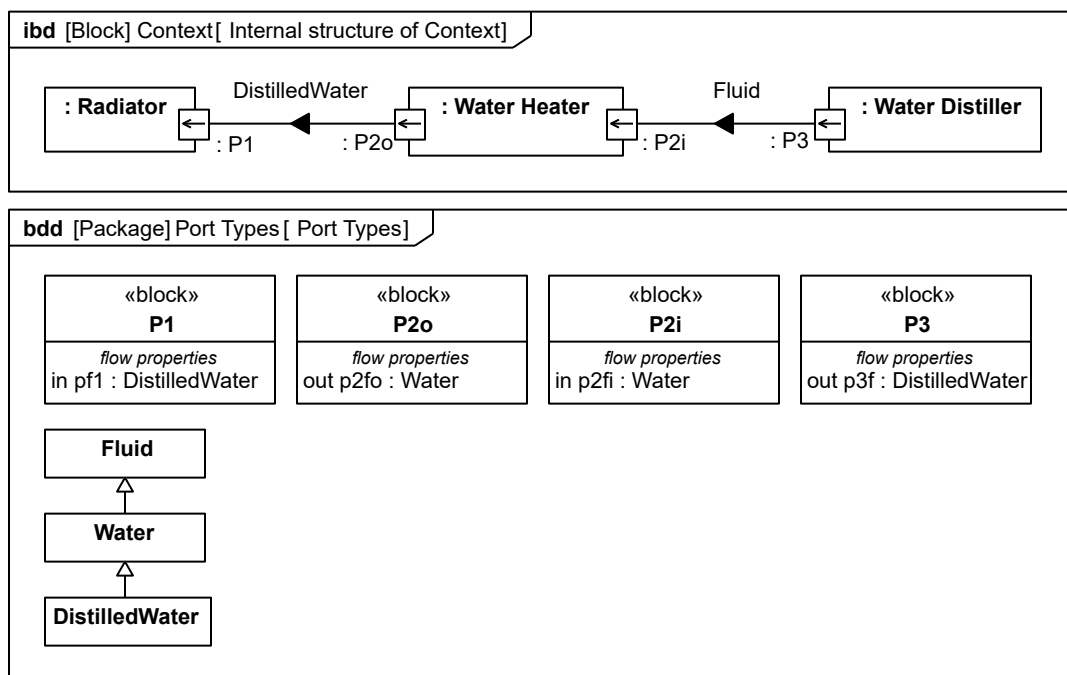 ibd [Block] Context[ Internal structure of Context]
DistilledWater
Fluid
: Radiator
: Water Heater
: Water Distiller
: P1
: P2o
: P2i
: P3
bdd [Package] Port Types[ Port Types]
«block»
P1
flow properties
in pf1 : DistilledWater
«block»
P2o
flow properties
out p2fo : Water
«block»
P2i
flow properties
in p2fi : Water
«block»
P3
flow properties
out p3f : DistilledWater
Fluid
Water
DistilledWater